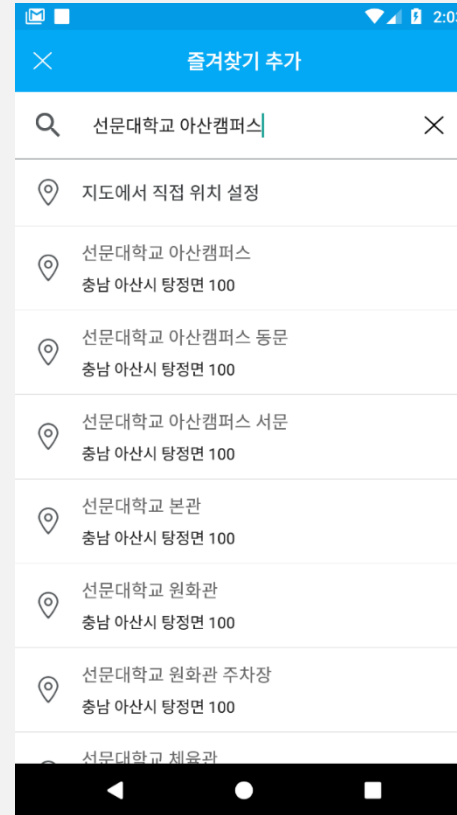 2:03
즐겨찾기 추가
선문대학교 아산캠퍼스
지도에서 직접 위치 설정
선문대학교 아산캠퍼스
충남 아산시 탕정면 100
선문대학교 아산캠퍼스 동문
충남 아산시 탕정면 100
선문대학교 아산캠퍼스 서문
충남 아산시 탕정면 100
선문대학교 본관
충남 아산시 탕정면 100
선문대학교 원화관
충남 아산시 탕정면 100
선문대학교 원화관 주차장
충남 아산시 탕정면 100
선문대학교 체육관